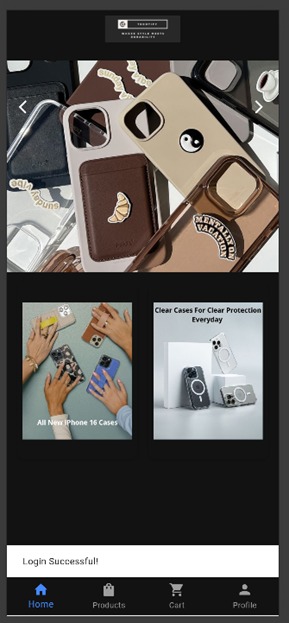 TECHTIFY
WHERE STYLE MEETS
DURABILITY
MENTALLY ON
VACATION
Clear Cases For Clear Protection
Everyday
All New iPhone 16 Cases
Login Successful!
Home
Products
Cart
Profile